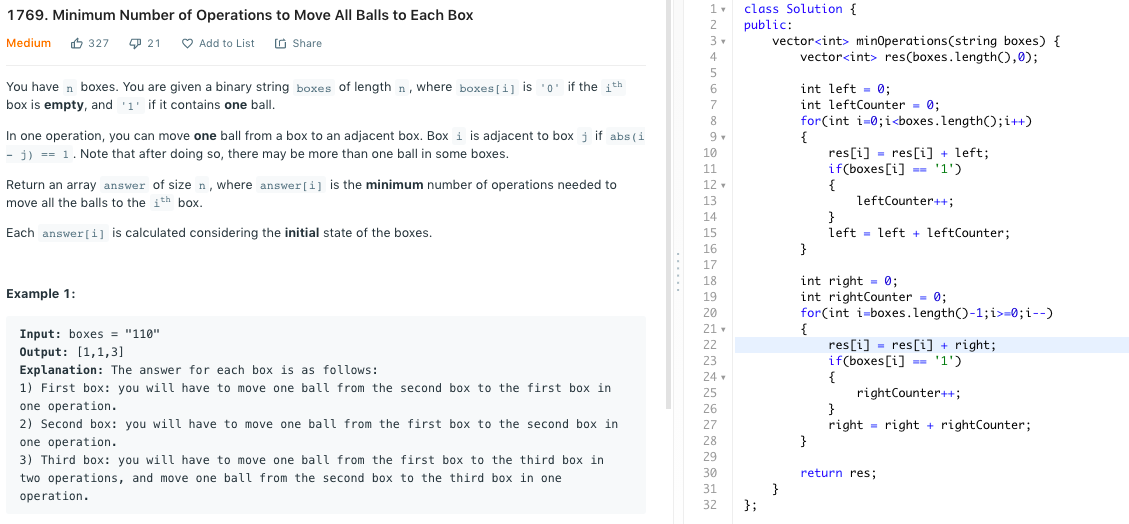 1769. Minimum Number of Operations to Move All Balls to Each Box
Medium 327 21 Add to List Share
You have n boxes. You are given a binary string boxes of length n, where boxes[i] is '0' if the ith
box is empty, and '1' if it contains one ball.
In one operation, you can move one ball from a box to an adjacent box. Box i is adjacent to box j if abs(i
- j) == 1. Note that after doing so, there may be more than one ball in some boxes.
Return an array answer of size n, where answer[i] is the minimum number of operations needed to
move all the balls to the ith box.
Each answer[i] is calculated considering the initial state of the boxes.
Example 1:
Input: boxes = "110"
Output: [1,1,3]
Explanation: The answer for each box is as follows:
1) First box: you will have to move one ball from the second box to the first box in
one operation.
2) Second box: you will have to move one ball from the first box to the second box in
one operation.
3) Third box: you will have to move one ball from the first box to the third box in
two operations, and move one ball from the second box to the third box in one
operation.
1 class Solution {
2 public:
3 vector<int> minOperations(string boxes) {
4 vector<int> res(boxes.length(),0);
5
6 int left = 0;
7 int leftCounter = 0;
8 for(int i=0;i<boxes.length();i++)
9 {
10 res[i] = res[i] + left;
11 if(boxes[i] == '1')
12 {
13 leftCounter++;
14 }
15 left = left + leftCounter;
16 }
17
18 int right = 0;
19 int rightCounter = 0;
20 for(int i=boxes.length()-1;i>=0;i--)
21 {
22 res[i] = res[i] + right;
23 if(boxes[i] == '1')
24 {
25 rightCounter++;
26 }
27 right = right + rightCounter;
28 }
29
30 return res;
31 }
32 };